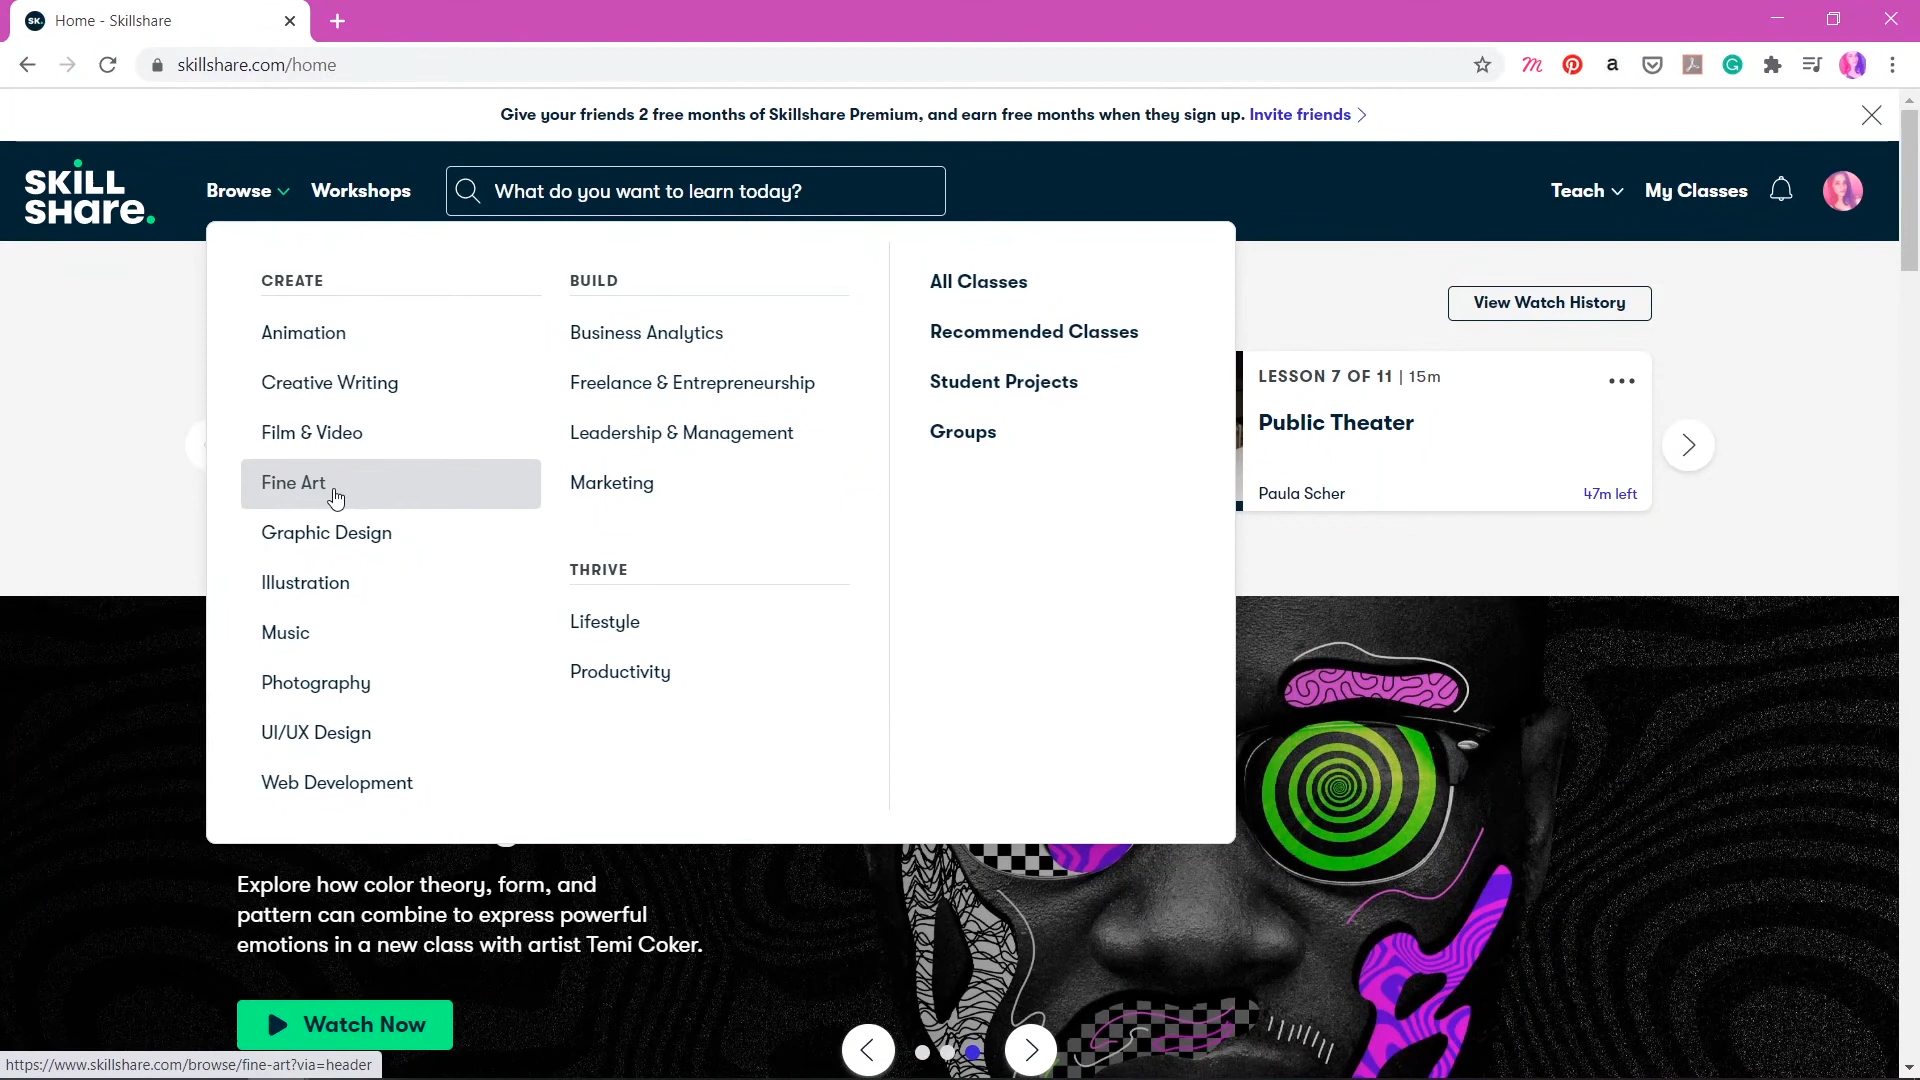 SK.
Home - Skillshare
skillshare.com/home
Give your friends 2 free months of Skillshare Premium, and earn free months when they sign up. Invite friends
SKILL
SHARE.
Browse
Workshops
What do you want to learn today?
Teach
My Classes
CREATE
Animation
Creative Writing
Film & Video
Fine Art
Graphic Design
Illustration
Music
Photography
UI/UX Design
Web Development
BUILD
Business Analytics
Freelance & Entrepreneurship
Leadership & Management
Marketing
THRIVE
Lifestyle
Productivity
All Classes
Recommended Classes
Student Projects
Groups
View Watch History
LESSON 7 OF 11 | 15m
Public Theater
Paula Scher
47m left
Explore how color theory, form, and
pattern can combine to express powerful
emotions in a new class with artist Temi Coker.
Watch Now
https://www.skillshare.com/browse/fine-art?via=header